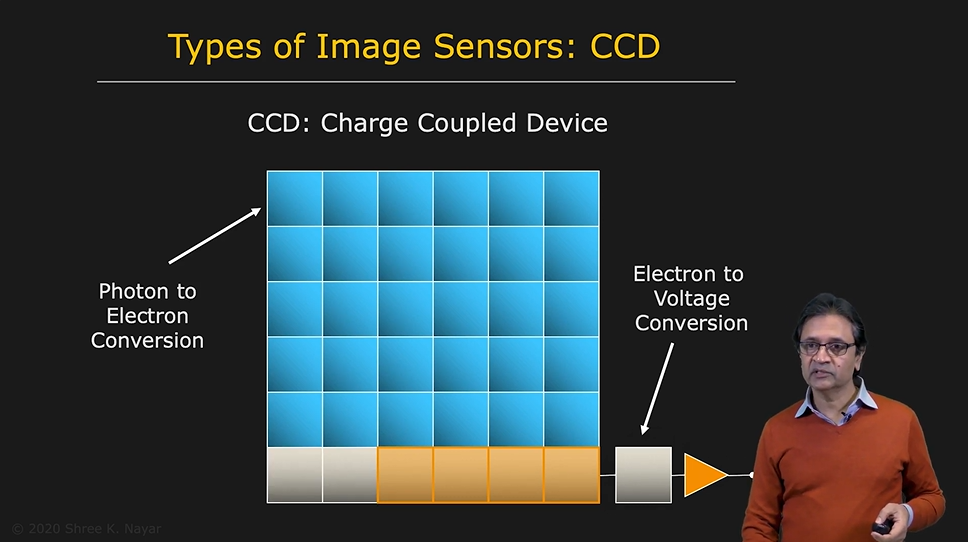 Types of Image Sensors: CCD
CCD: Charge Coupled Device
Photon to
Electron
Conversion
Electron to
Voltage
Conversion
© 2020 Shree K. Nayar